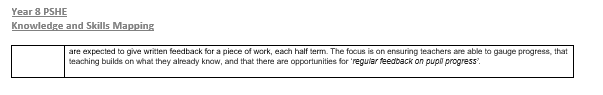 Year 8 PSHE
Knowledge and Skills Mapping
are expected to give written feedback for a piece of work, each half term. The focus is on ensuring teachers are able to gauge progress, that
teaching builds on what they already know, and that there are opportunities for 'regular feedback on pupil progress'.